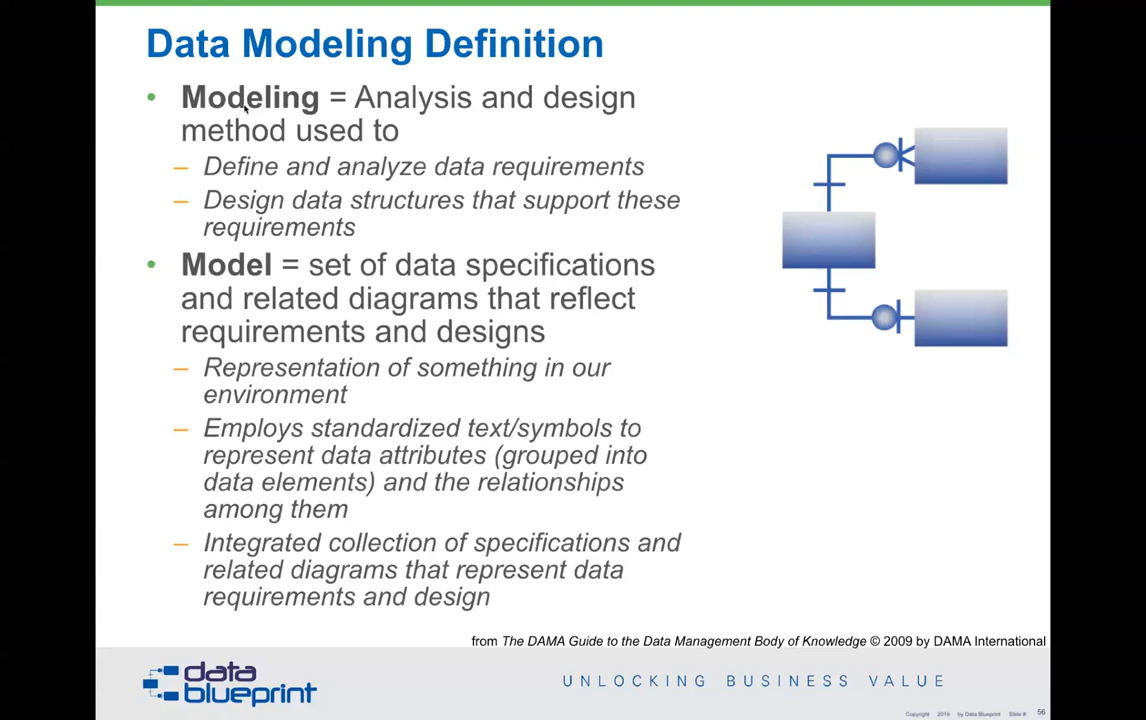 Data Modeling Definition
• Modeling = Analysis and design
method used to
– Define and analyze data requirements
– Design data structures that support these
requirements
• Model = set of data specifications
and related diagrams that reflect
requirements and designs
– Representation of something in our
environment
– Employs standardized text/symbols to
represent data attributes (grouped into
data elements) and the relationships
among them
– Integrated collection of specifications and
related diagrams that represent data
requirements and design
from The DAMA Guide to the Data Management Body of Knowledge © 2009 by DAMA International
data
blueprint
UNLOCKING BUSINESS VALUE
Copyright 2019 by Data Blueprint Slide # 56